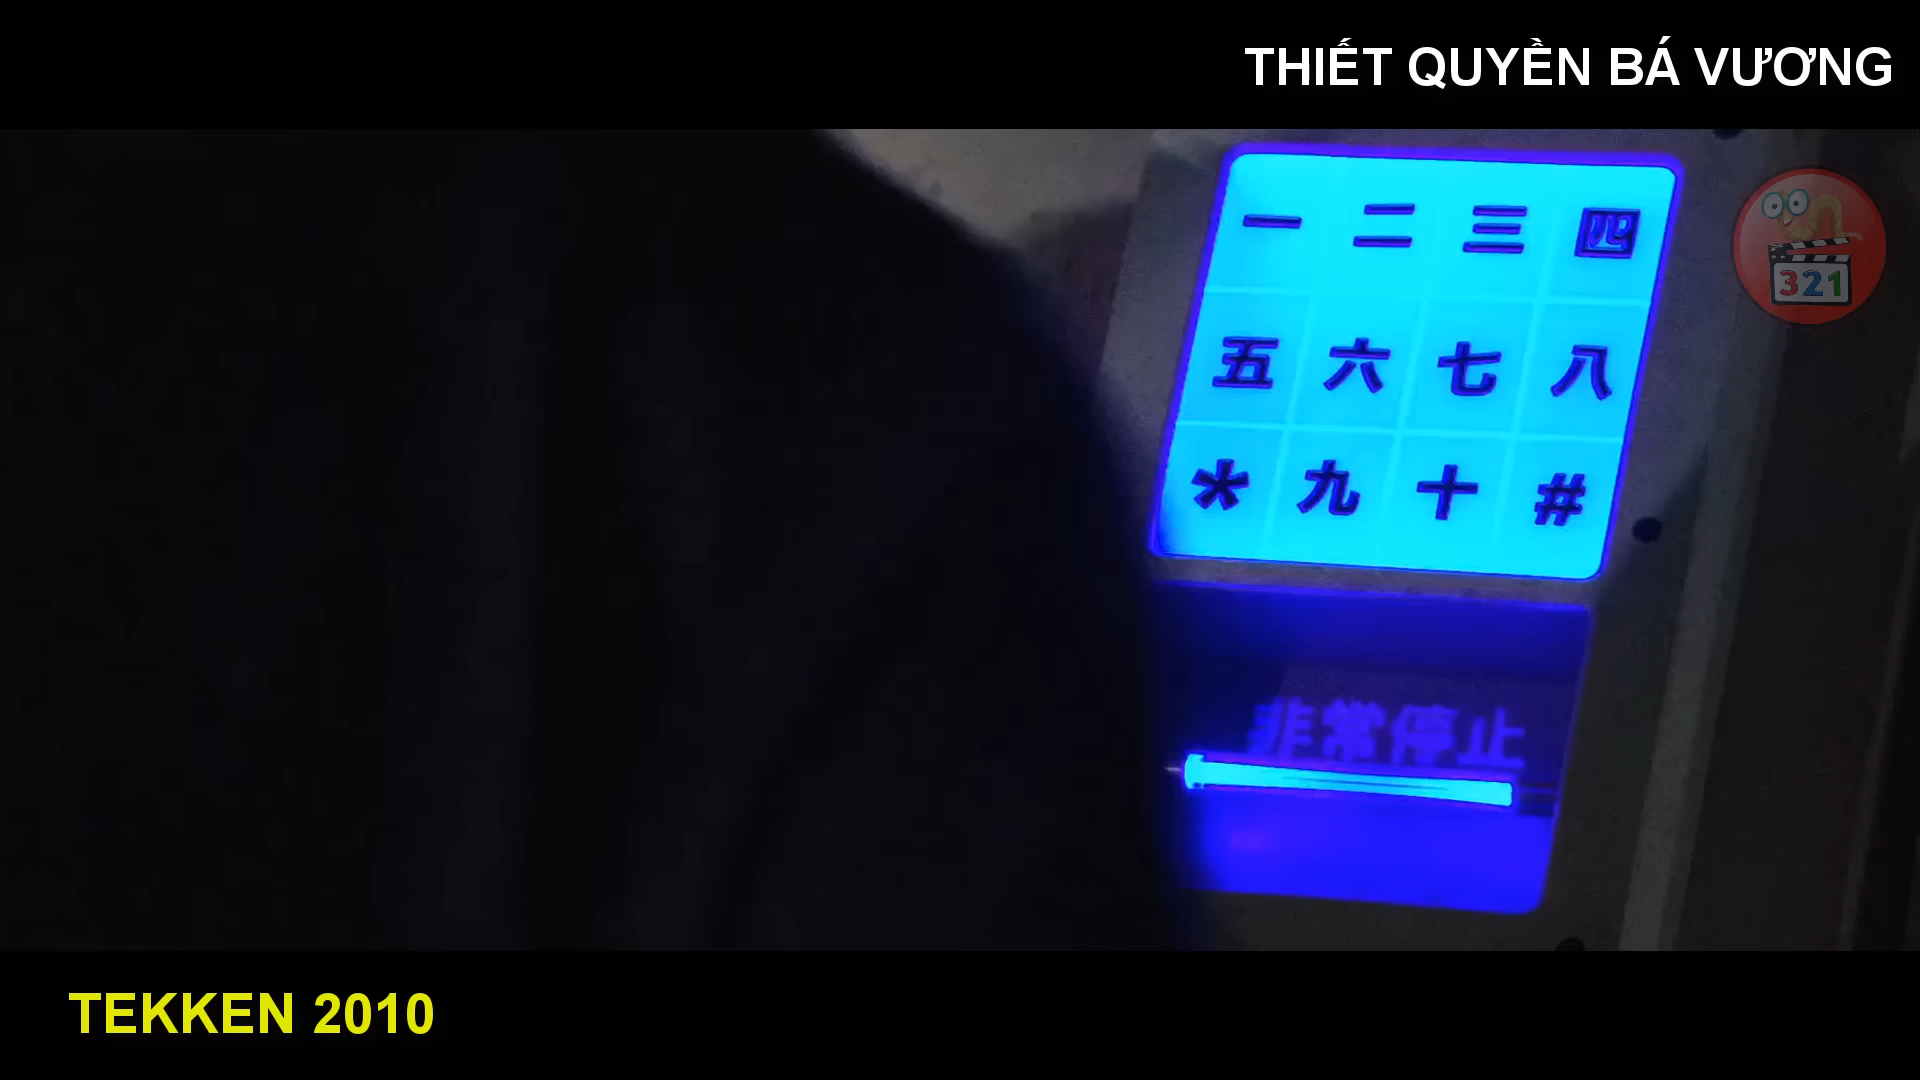 THIẾT QUYỀN BÁ VƯƠNG
一 二 三 四
五 六 七 八
* 九 十 #
321
非常停止
TEKKEN 2010